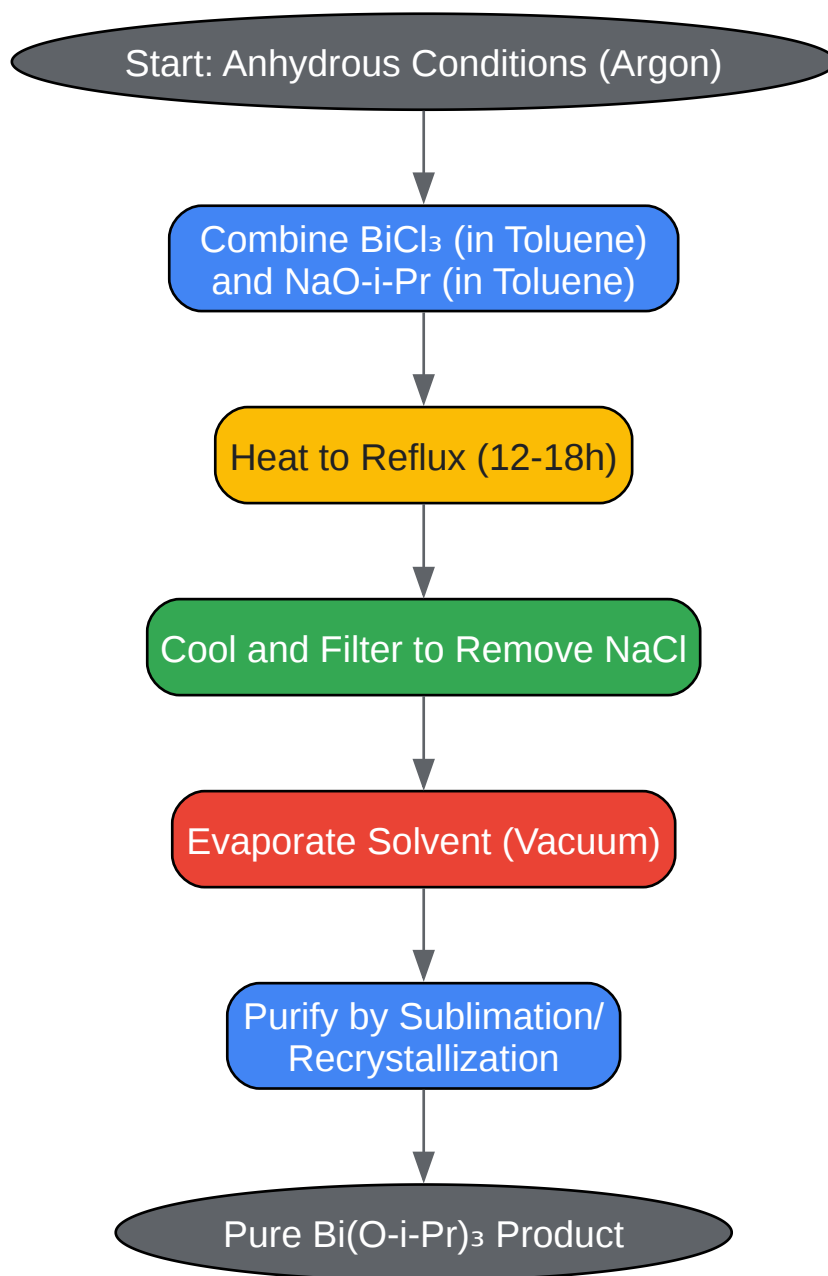 Start: Anhydrous Conditions (Argon)
Combine BiCl₃ (in Toluene)
and NaO-i-Pr (in Toluene)
Heat to Reflux (12-18h)
Cool and Filter to Remove NaCl
Evaporate Solvent (Vacuum)
Purify by Sublimation/
Recrystallization
Pure Bi(O-i-Pr)₃ Product